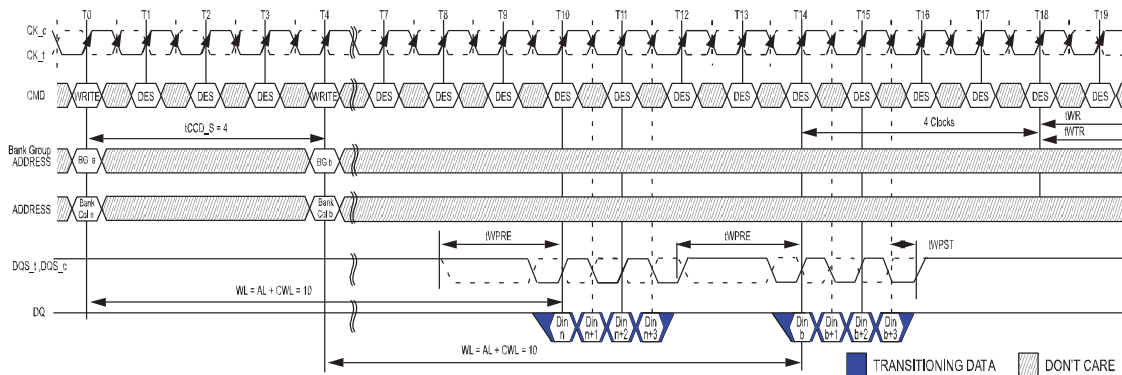 T0 T1 T2 T3 T4 T7 T8 T9 T10 T11 T12 T13 T14 T15 T16 T17 T18 T19
CK_c
CK_t
CMD WRITE DES DES DES WRITE DES DES DES DES DES DES DES DES DES DES DES DES DES
tCCD_S = 4
4 Clocks
tWR
tWTR
Bank Group
ADDRESS
BG a
BG b
ADDRESS
Bank
Col n
Bank
Col b
tWPRE
tWPRE
tWPST
DQS_t ,DQS_c
WL = AL + CWL = 10
DQ
Din
n
Din
n+1
Din
n+2
Din
n+3
Din
b
Din
b+1
Din
b+2
Din
b+3
WL = AL + CWL = 10
TRANSITIONING DATA
DON'T CARE